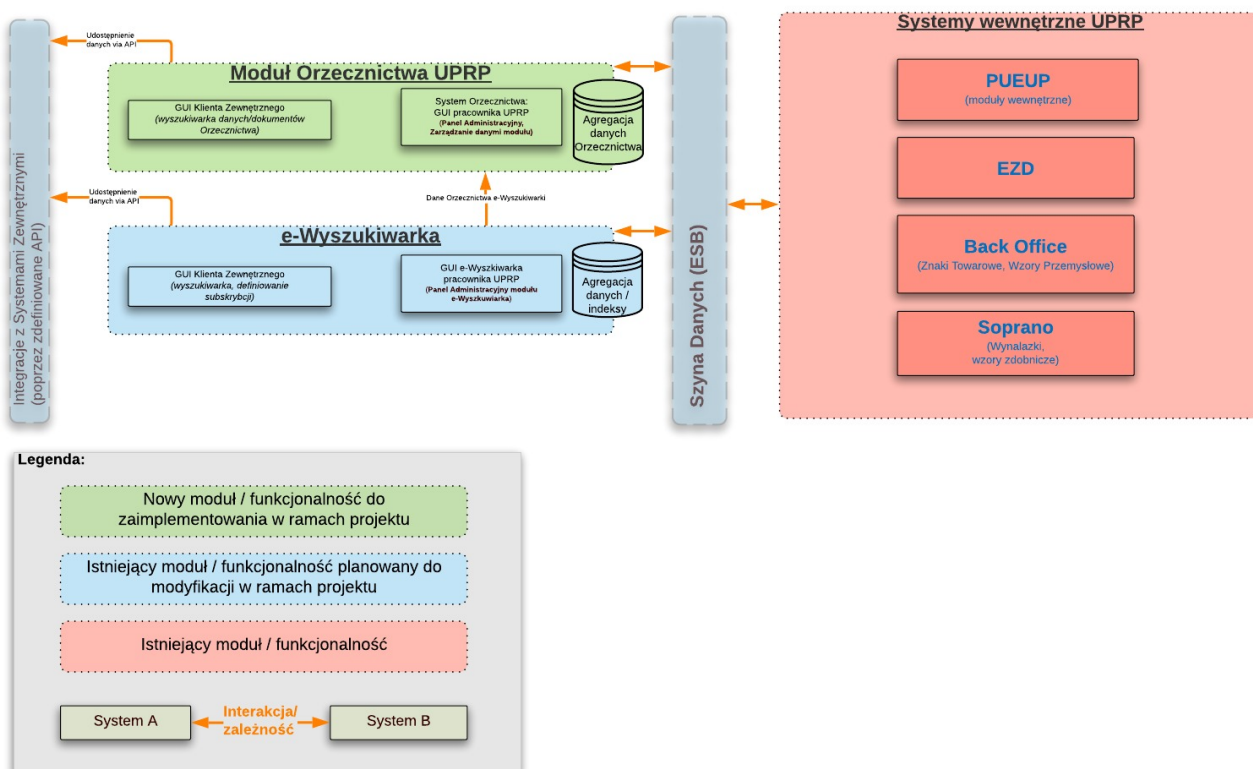 Integracje z Systemami Zewnętrznymi
(poprzez zdefiniowane API)
Udostępnienie
danych via API
Moduł Orzecznictwa UPRP
GUI Klienta Zewnętrznego
(wyszukiwarka danych/dokumentów
Orzecznictwa)
System Orzecznictwa:
GUI pracownika UPRP
(Panel Administracyjny,
Zarządzanie danymi modułu)
Agregacja
danych
Orzecznictwa
Udostępnienie
danych via API
Dane Orzecznictwa e-Wyszukiwarki
e-Wyszukiwarka
GUI Klienta Zewnętrznego
(wyszukiwarka, definiowanie
subskrybcji)
GUI e-Wyszkiwarka
pracownika UPRP
(Panel Administracyjny modułu
e-Wyszkuwiarka)
Agregacja
danych /
indeksy
Szyna Danych (ESB)
Systemy wewnętrzne UPRP
PUEUP
(moduły wewnętrzne)
EZD
Back Office
(Znaki Towarowe, Wzory Przemysłowe)
Soprano
(Wynalazki,
wzory zdobnicze)
Legenda:
Nowy moduł / funkcjonalność do
zaimplementowania w ramach projektu
Istniejący moduł / funkcjonalność planowany do
modyfikacji w ramach projektu
Istniejący moduł / funkcjonalność
System A
Interakcja/
zależność
System B